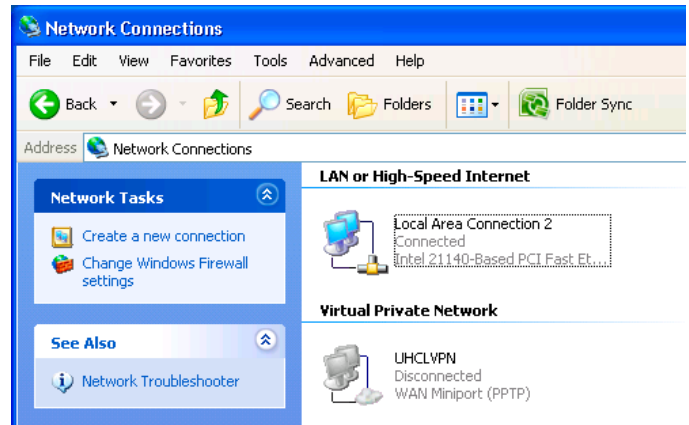 Network Connections
File Edit View Favorites Tools Advanced Help
Back Search Folders Folder Sync
Address Network Connections
Network Tasks
Create a new connection
Change Windows Firewall
settings
See Also
Network Troubleshooter
LAN or High-Speed Internet
Local Area Connection 2
Connected
Intel 21140-Based PCI Fast Et...
Virtual Private Network
UHCLVPN
Disconnected
WAN Miniport (PPTP)